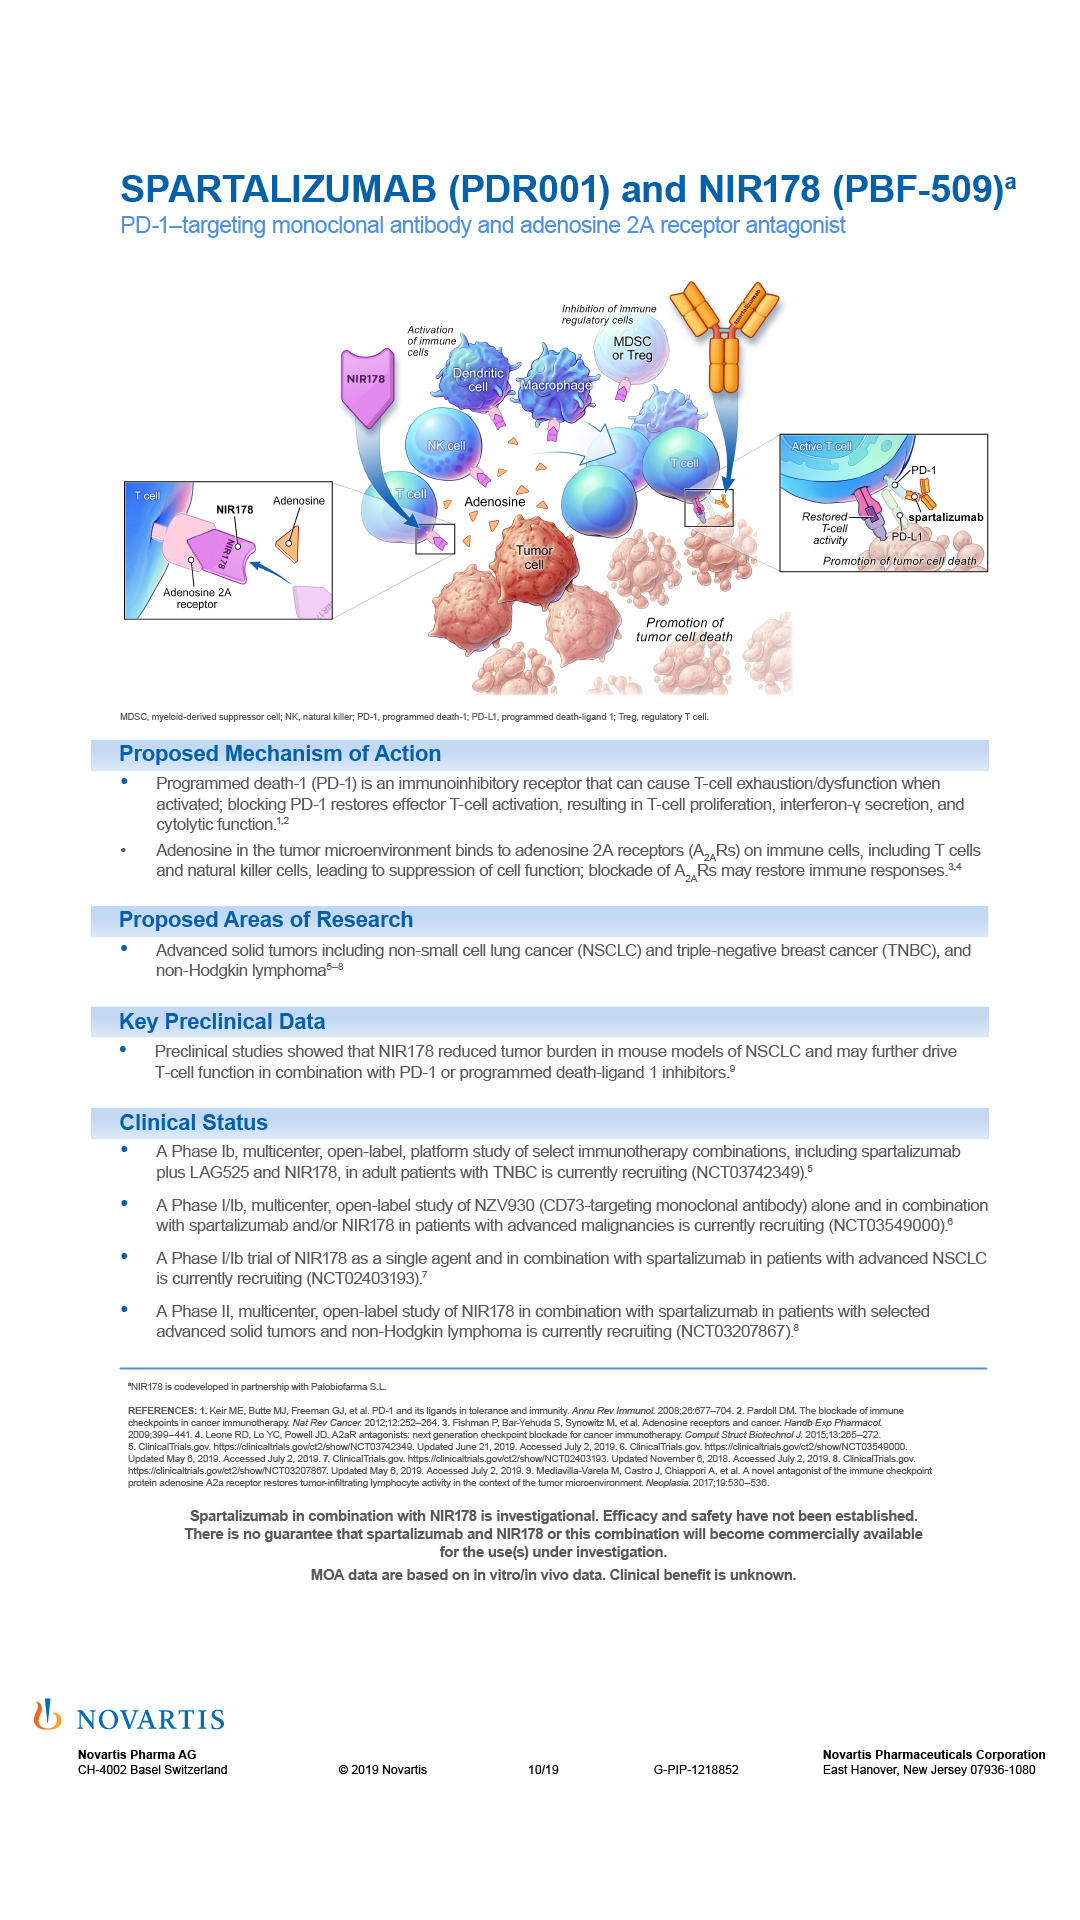 SPARTALIZUMAB (PDR001) and NIR178 (PBF-509)a
PD-1–targeting monoclonal antibody and adenosine 2A receptor antagonist
Inhibition of immune
regulatory cells
Activation
of immune
cells
MDSC
or Treg
spartalizumab
NIR178
Dendritic
cell
Macrophage
NK cell
T cell
T cell
Adenosine
Tumor
cell
Promotion of
tumor cell death
T cell
NIR178
Adenosine
NIR178
NIR17
Adenosine 2A
receptor
Active T cell
PD-1
Restored
T-cell
activity
spartalizumab
PD-L1
Promotion of tumor cell death
MDSC, myeloid-derived suppressor cell; NK, natural killer; PD-1, programmed death-1; PD-L1, programmed death-ligand 1; Treg, regulatory T cell.
Proposed Mechanism of Action
• Programmed death-1 (PD-1) is an immunoinhibitory receptor that can cause T-cell exhaustion/dysfunction when
activated; blocking PD-1 restores effector T-cell activation, resulting in T-cell proliferation, interferon-γ secretion, and
cytolytic function.1,2
• Adenosine in the tumor microenvironment binds to adenosine 2A receptors (A2ARs) on immune cells, including T cells
and natural killer cells, leading to suppression of cell function; blockade of A2ARs may restore immune responses.3,4
Proposed Areas of Research
• Advanced solid tumors including non-small cell lung cancer (NSCLC) and triple-negative breast cancer (TNBC), and
non-Hodgkin lymphoma5–8
Key Preclinical Data
• Preclinical studies showed that NIR178 reduced tumor burden in mouse models of NSCLC and may further drive
T-cell function in combination with PD-1 or programmed death-ligand 1 inhibitors.9
Clinical Status
• A Phase Ib, multicenter, open-label, platform study of select immunotherapy combinations, including spartalizumab
plus LAG525 and NIR178, in adult patients with TNBC is currently recruiting (NCT03742349).5
• A Phase I/Ib, multicenter, open-label study of NZV930 (CD73-targeting monoclonal antibody) alone and in combination
with spartalizumab and/or NIR178 in patients with advanced malignancies is currently recruiting (NCT03549000).6
• A Phase I/Ib trial of NIR178 as a single agent and in combination with spartalizumab in patients with advanced NSCLC
is currently recruiting (NCT02403193).7
• A Phase II, multicenter, open-label study of NIR178 in combination with spartalizumab in patients with selected
advanced solid tumors and non-Hodgkin lymphoma is currently recruiting (NCT03207867).8
aNIR178 is codeveloped in partnership with Palobiofarma S.L.
REFERENCES: 1. Keir ME, Butte MJ, Freeman GJ, et al. PD-1 and its ligands in tolerance and immunity. Annu Rev Immunol. 2008;26:677–704. 2. Pardoll DM. The blockade of immune
checkpoints in cancer immunotherapy. Nat Rev Cancer. 2012;12:252–264. 3. Fishman P, Bar-Yehuda S, Synowitz M, et al. Adenosine receptors and cancer. Handb Exp Pharmacol.
2009;399–441. 4. Leone RD, Lo YC, Powell JD. A2aR antagonists: next generation checkpoint blockade for cancer immunotherapy. Comput Struct Biotechnol J. 2015;13:265–272.
5. ClinicalTrials.gov. https://clinicaltrials.gov/ct2/show/NCT03742349. Updated June 21, 2019. Accessed July 2, 2019. 6. ClinicalTrials.gov. https://clinicaltrials.gov/ct2/show/NCT03549000.
Updated May 6, 2019. Accessed July 2, 2019. 7. ClinicalTrials.gov. https://clinicaltrials.gov/ct2/show/NCT02403193. Updated November 6, 2018. Accessed July 2, 2019. 8. ClinicalTrials.gov.
https://clinicaltrials.gov/ct2/show/NCT03207867. Updated May 6, 2019. Accessed July 2, 2019. 9. Mediavilla-Varela M, Castro J, Chiappori A, et al. A novel antagonist of the immune checkpoint
protein adenosine A2a receptor restores tumor-infiltrating lymphocyte activity in the context of the tumor microenvironment. Neoplasia. 2017;19:530–536.
Spartalizumab in combination with NIR178 is investigational. Efficacy and safety have not been established.
There is no guarantee that spartalizumab and NIR178 or this combination will become commercially available
for the use(s) under investigation.
MOA data are based on in vitro/in vivo data. Clinical benefit is unknown.
NOVARTIS
Novartis Pharma AG
CH-4002 Basel Switzerland
© 2019 Novartis
10/19
G-PIP-1218852
Novartis Pharmaceuticals Corporation
East Hanover, New Jersey 07936-1080